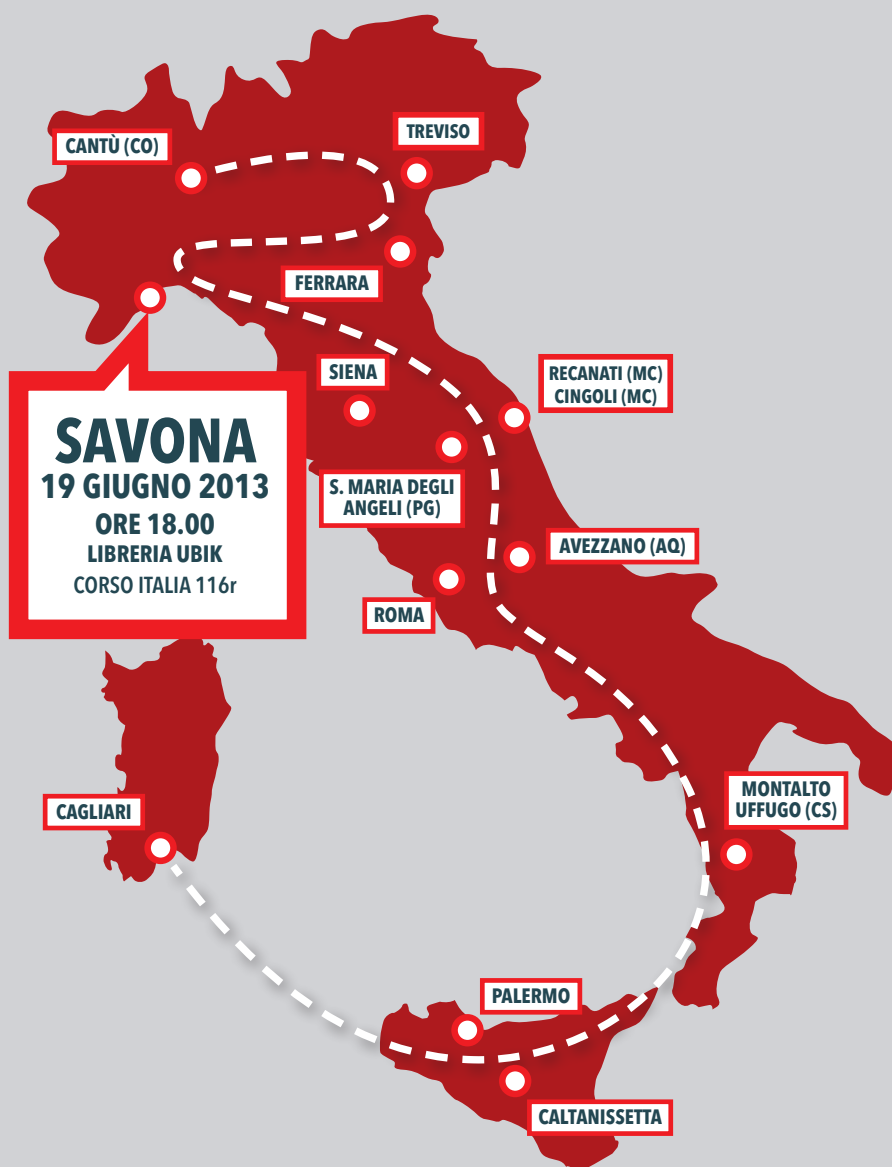 TREVISO
CANTÙ (CO)
FERRARA
SIENA
RECANATI (MC)
CINGOLI (MC)
SAVONA
19 GIUGNO 2013
ORE 18.00
LIBRERIA UBIK
CORSO ITALIA 116r
S. MARIA DEGLI
ANGELI (PG)
AVEZZANO (AQ)
ROMA
CAGLIARI
MONTALTO
UFFUGO (CS)
PALERMO
CALTANISSETTA